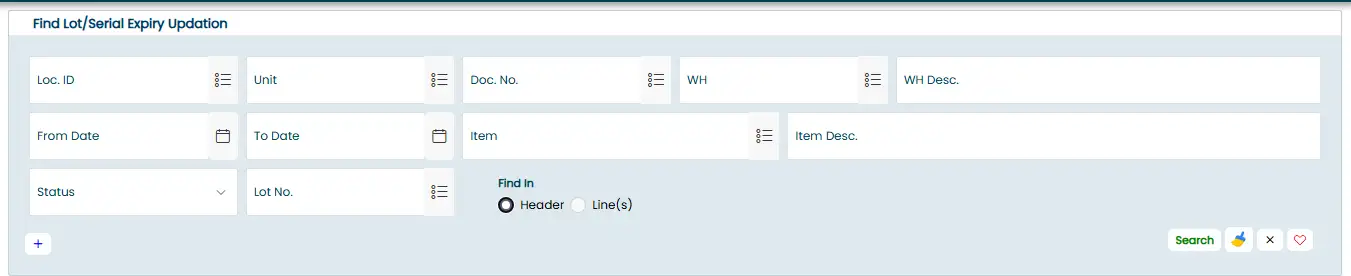 Find Lot/Serial Expiry Updation
Loc. ID Unit Doc. No. WH WH Desc.
From Date To Date Item Item Desc.
Status Lot No. Find In
Header Line(s)
+ Search ×